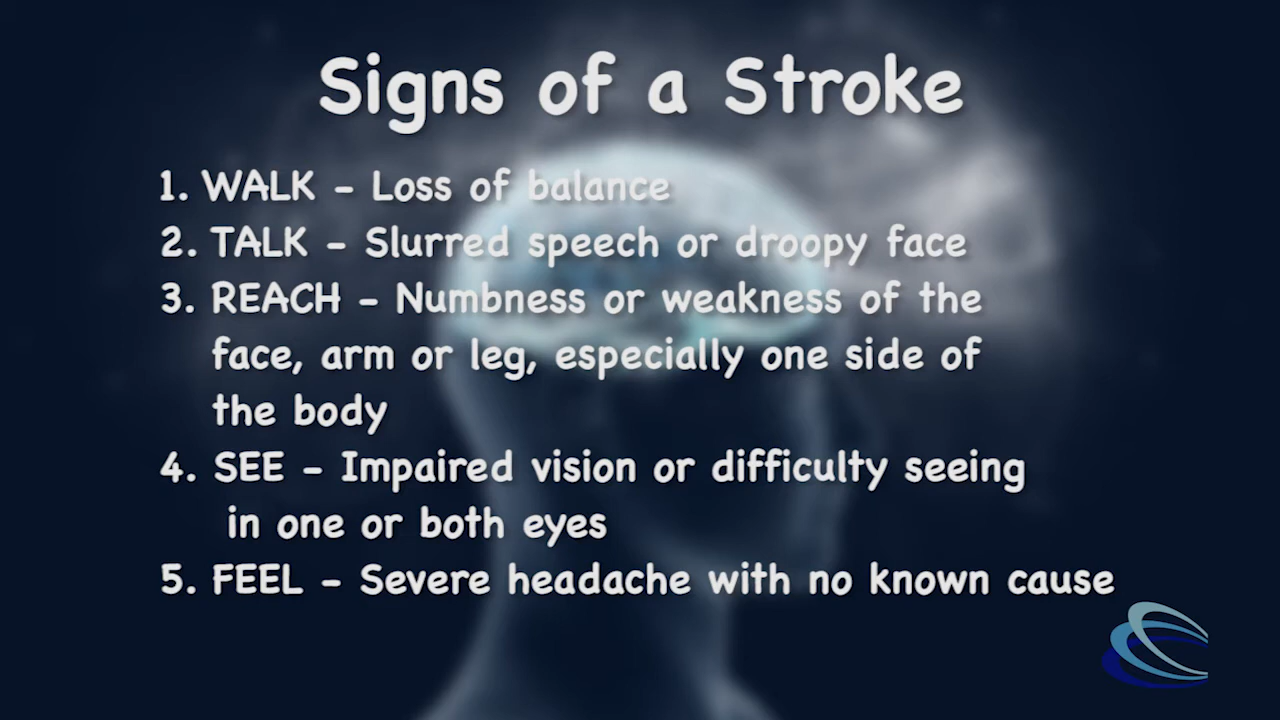 Signs of a Stroke
1. WALK - Loss of balance
2. TALK - Slurred speech or droopy face
3. REACH - Numbness or weakness of the
face, arm or leg, especially one side of
the body
4. SEE - Impaired vision or difficulty seeing
in one or both eyes
5. FEEL - Severe headache with no known cause